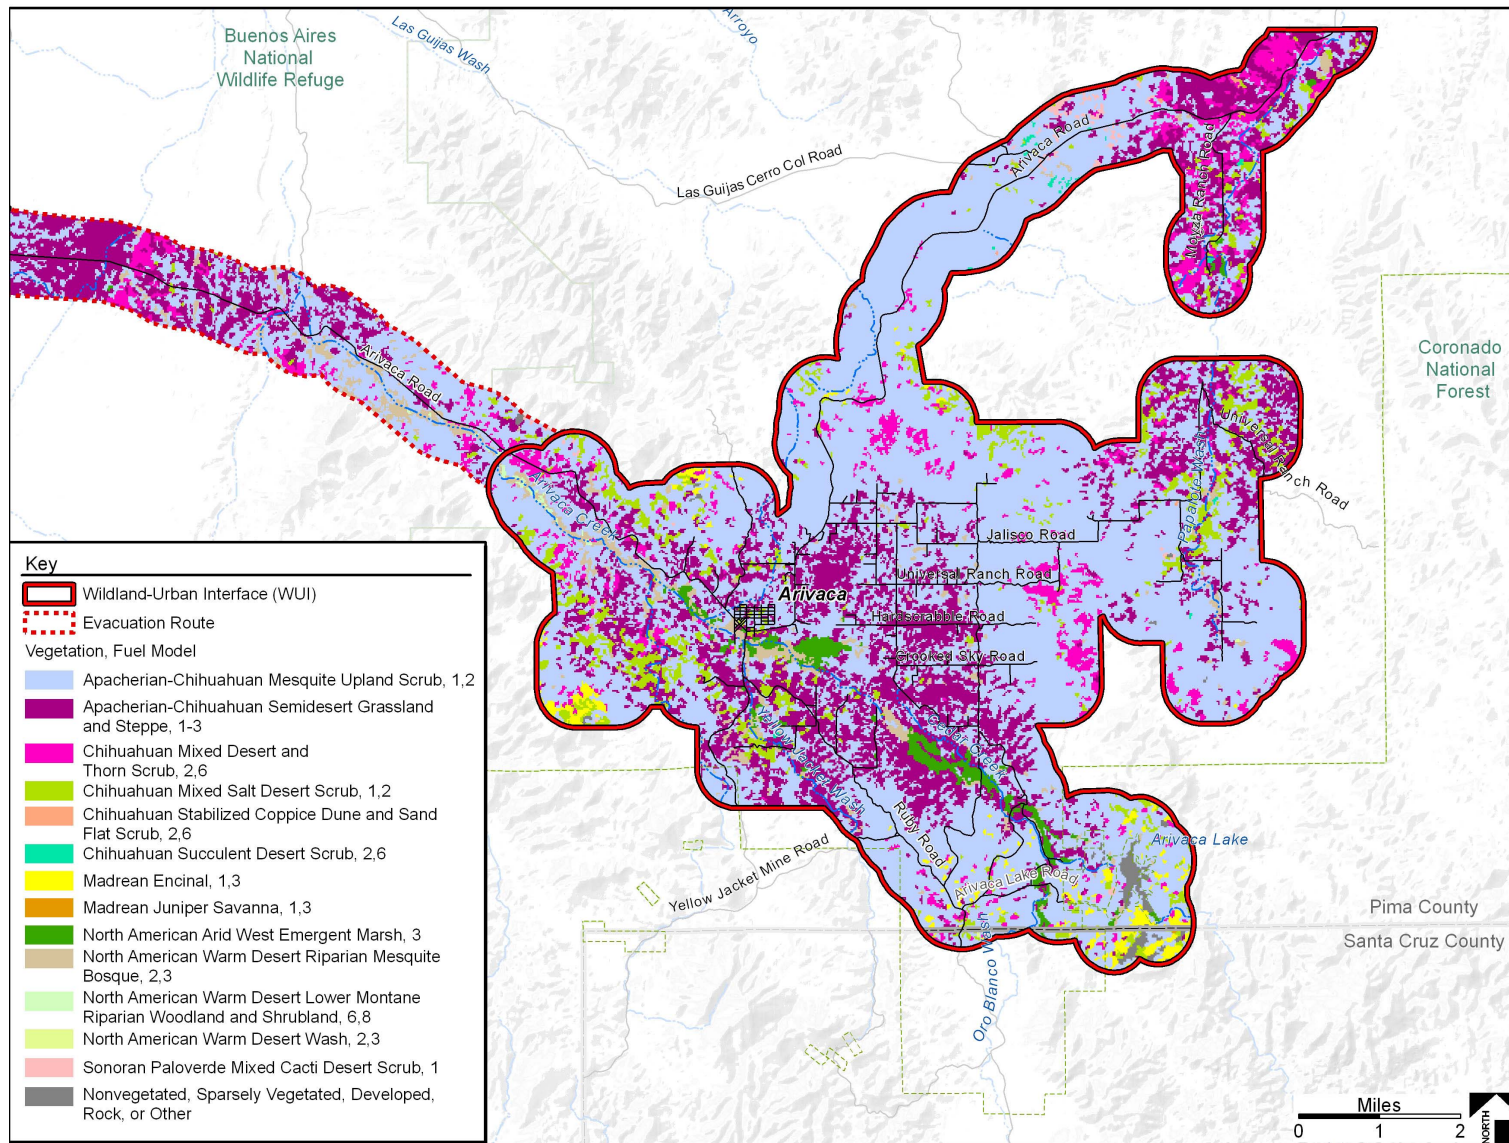 Buenos Aires
National
Wildlife Refuge
Las Guijas Wash
Arroyo
Las Guijas Cerro Col Road
Arivaca Road
Moyza Ranch Road
Arivaca Road
Coronado
National
Forest
Universal Ranch Road
Papalote Wash
Arivaca Creek
Jalisco Road
Universal Ranch Road
Arivaca
Hardscrabble Road
Crooked Sky Road
Cedar Creek
Yellow Jacket Wash
Ruby Road
Arivaca Lake
Yellow Jacket Mine Road
Arivaca Lake Road
Oro Blanco Wash
Pima County
Santa Cruz County
Key
Wildland-Urban Interface (WUI)
Evacuation Route
Vegetation, Fuel Model
Apacherian-Chihuahuan Mesquite Upland Scrub, 1,2
Apacherian-Chihuahuan Semidesert Grassland
and Steppe, 1-3
Chihuahuan Mixed Desert and
Thorn Scrub, 2,6
Chihuahuan Mixed Salt Desert Scrub, 1,2
Chihuahuan Stabilized Coppice Dune and Sand
Flat Scrub, 2,6
Chihuahuan Succulent Desert Scrub, 2,6
Madrean Encinal, 1,3
Madrean Juniper Savanna, 1,3
North American Arid West Emergent Marsh, 3
North American Warm Desert Riparian Mesquite
Bosque, 2,3
North American Warm Desert Lower Montane
Riparian Woodland and Shrubland, 6,8
North American Warm Desert Wash, 2,3
Sonoran Paloverde Mixed Cacti Desert Scrub, 1
Nonvegetated, Sparsely Vegetated, Developed,
Rock, or Other
Miles
0 1 2
NORTH